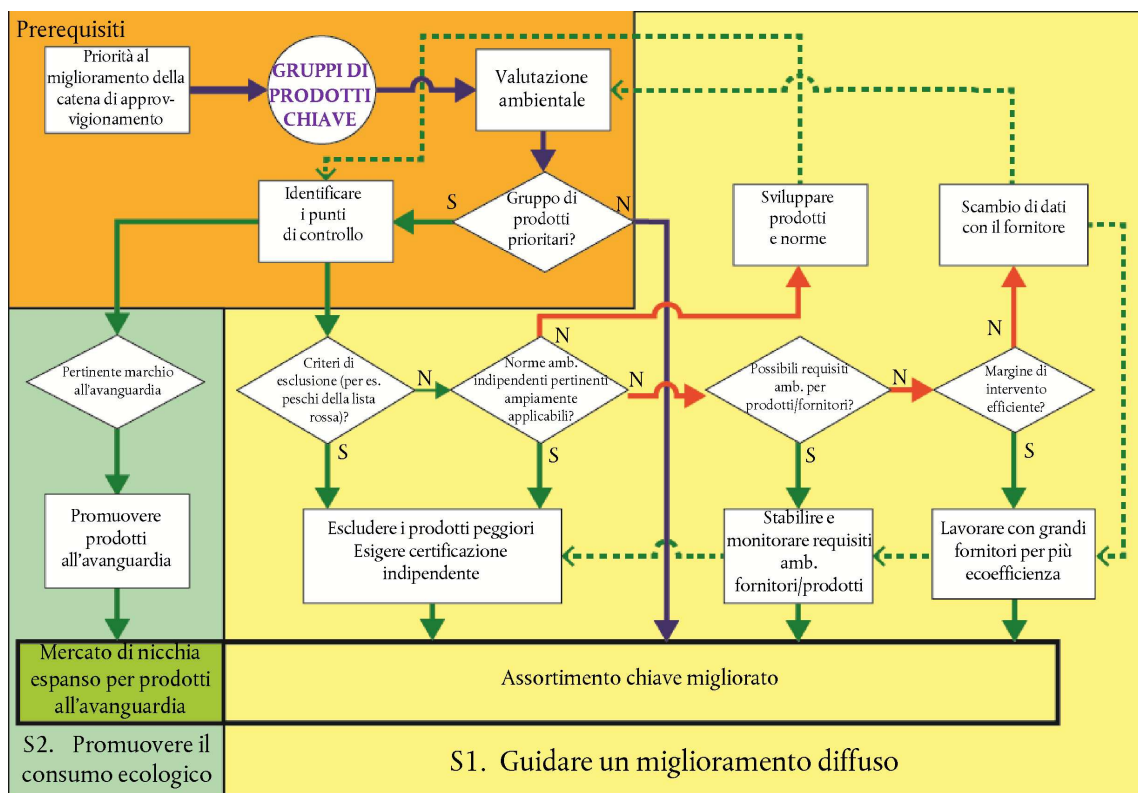 Prerequisiti
Priorità al
miglioramento della
catena di approv-
vigionamento
GRUPPI DI
PRODOTTI
CHIAVE
Valutazione
ambientale
Identificare
i punti
di controllo
S
Gruppo di
prodotti
prioritari?
N
Sviluppare
prodotti
e norme
Scambio di dati
con il fornitore
Pertinente marchio
all'avanguardia
Criteri di
esclusione (per es.
peschi della lista
rossa)?
N
S
Norme amb.
indipendenti pertinenti
ampiamente
applicabili?
N
N
S
Possibili requisiti
amb. per
prodotti/fornitori?
N
S
Margine di
intervento
efficiente?
N
S
Promuovere
prodotti
all'avanguardia
Escludere i prodotti peggiori
Esigere certificazione
indipendente
Stabilire e
monitorare requisiti
amb.
fornitori/prodotti
Lavorare con grandi
fornitori per più
ecoefficienza
Mercato di nicchia
espanso per prodotti
all'avanguardia
Assortimento chiave migliorato
S2. Promuovere il
consumo ecologico
S1. Guidare un miglioramento diffuso